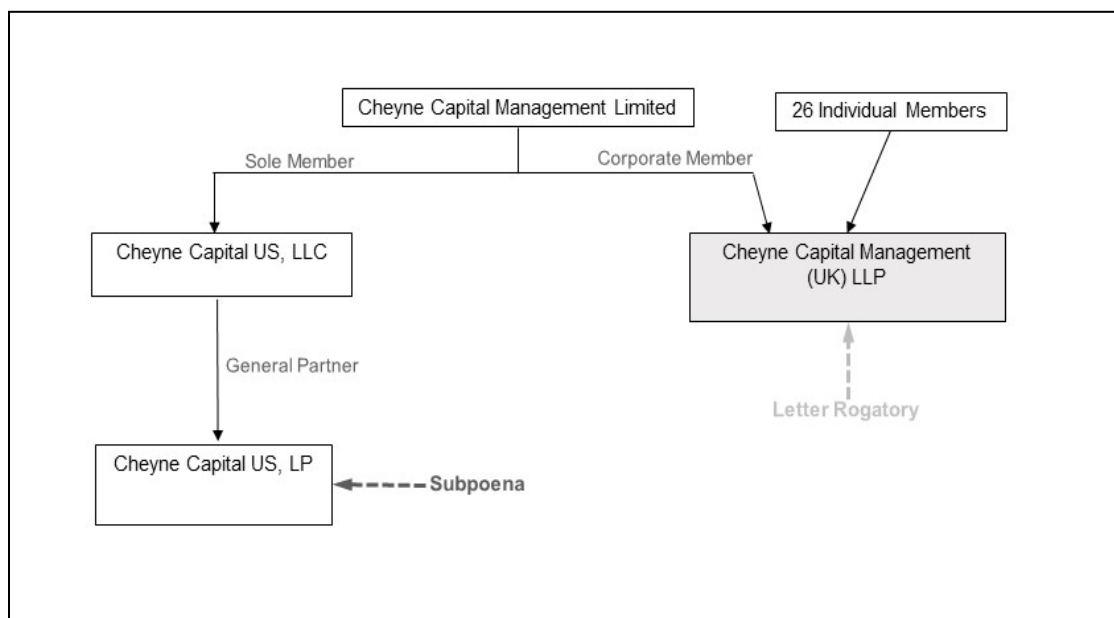 Cheyne Capital Management Limited
26 Individual Members
Sole Member
Corporate Member
Cheyne Capital US, LLC
Cheyne Capital Management
(UK) LLP
General Partner
Letter Rogatory
Cheyne Capital US, LP
Subpoena